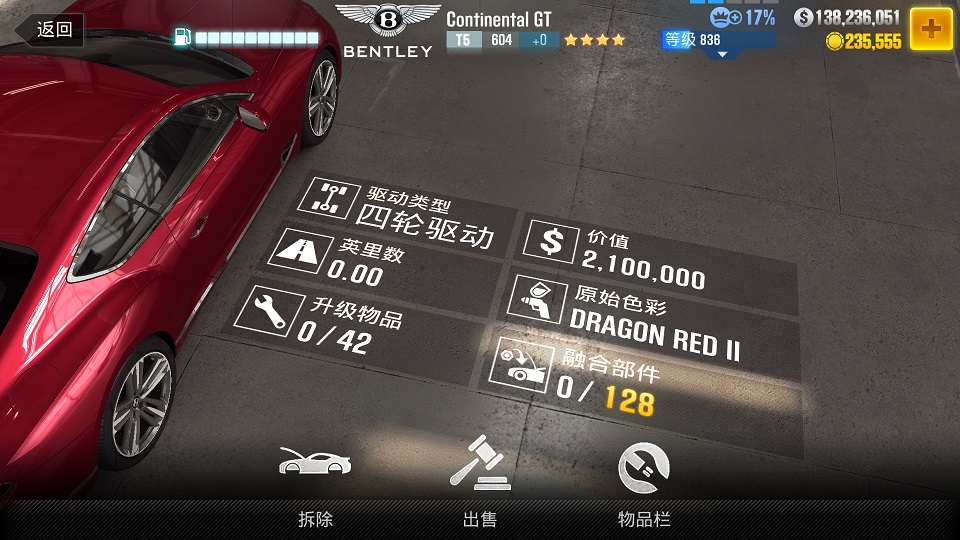 返回
BENTLEY
Continental GT
T5 604 +0
17%
等级 836
138,236,051
235,555
驱动类型
四轮驱动
英里数
0.00
升级物品
0/42
价值
2,100,000
原始色彩
DRAGON RED II
融合部件
0/128
拆除
出售
物品栏